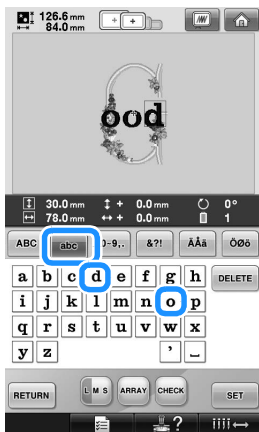 126.6 mm
84.0 mm
ood
30.0 mm + 0.0 mm 0°
78.0 mm + 0.0 mm 1
ABC abc 0-9,. &?! ÄÅä ÖØö
a b c d e f g h DELETE
i j k l m n o p
q r s t u v w x
y z ,
RETURN L M S ARRAY CHECK SET
?